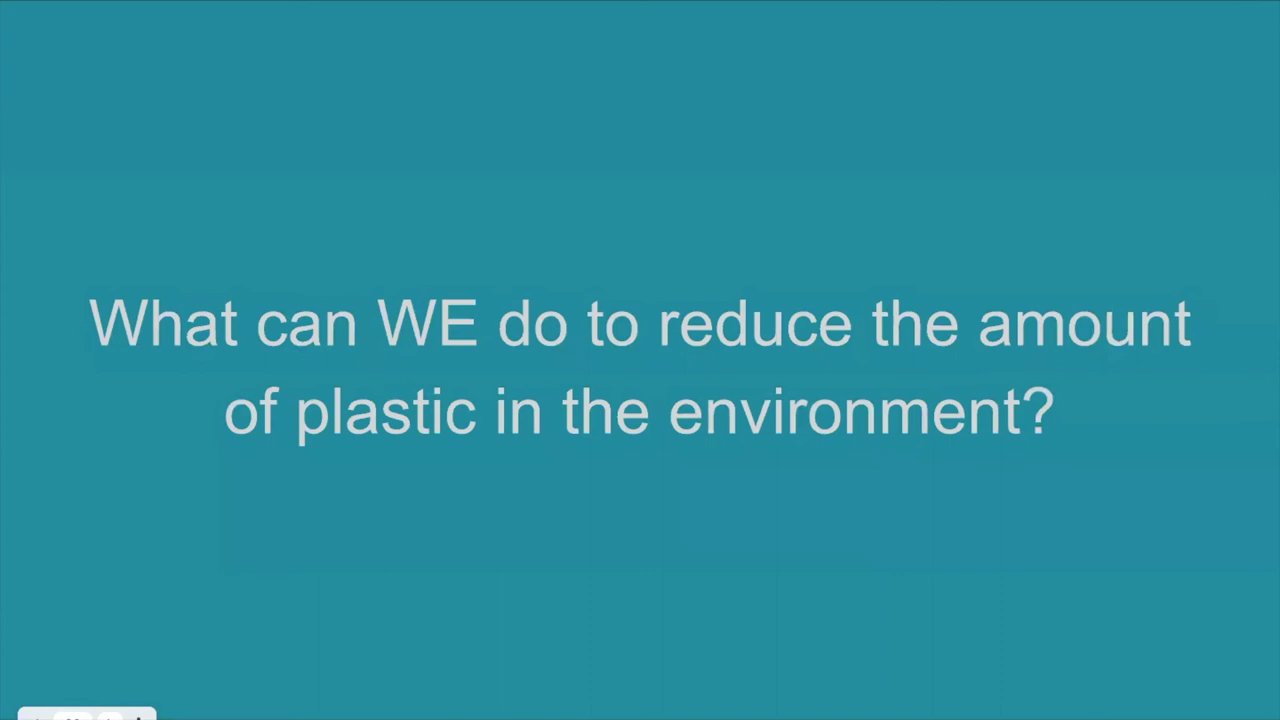 What can WE do to reduce the amount
of plastic in the environment?